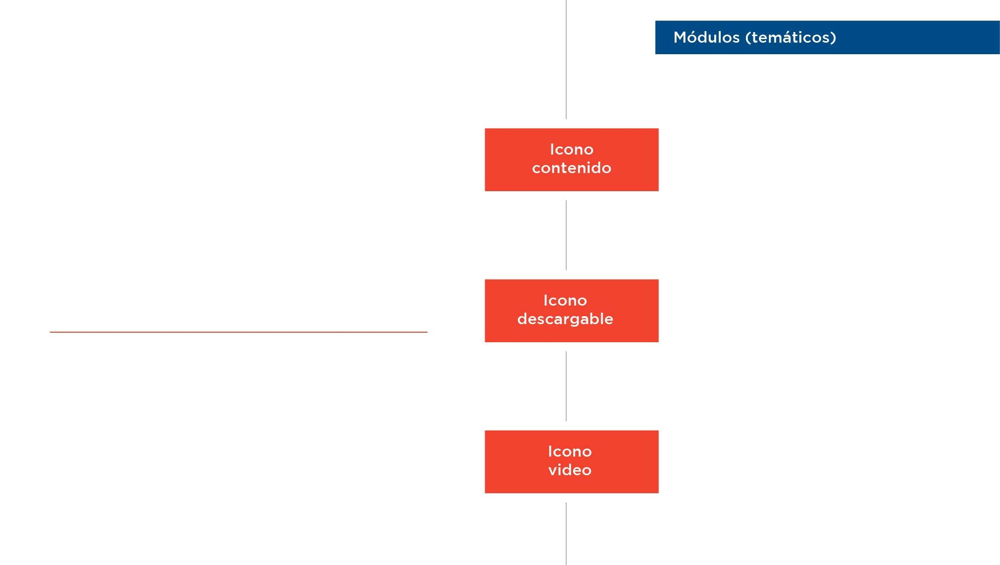 Módulos (temáticos)
Icono
contenido
Icono
descargable
Icono
video